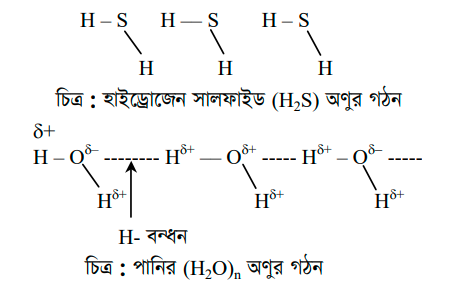 H – S H — S H – S
H H H
চিত্র : হাইড্রোজেন সালফাইড (H₂S) অণুর গঠন
δ+
H – Oδ– -------- Hδ+ — Oδ+ ----- Hδ+ – Oδ– -----
Hδ+ Hδ+ Hδ+
H- বন্ধন
চিত্র : পানির (H₂O)n অণুর গঠন